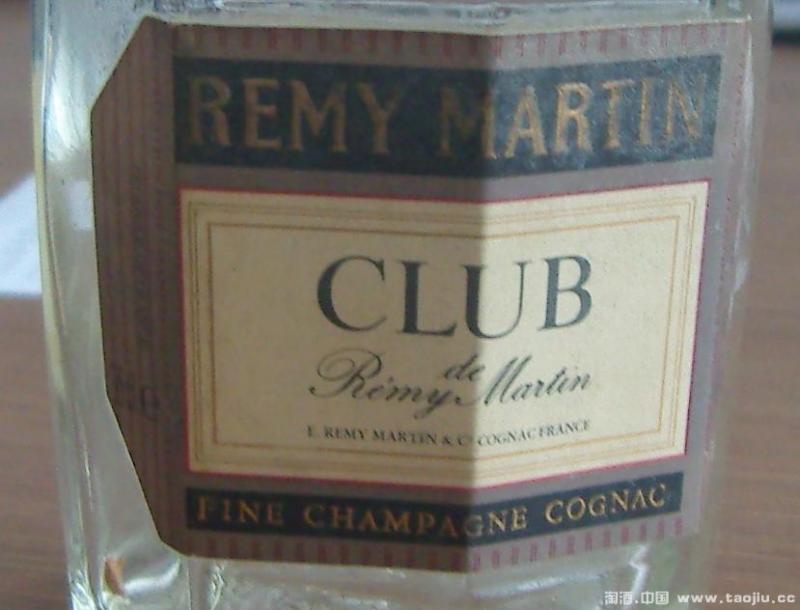 REMY MARTIN
CLUB
de
Rémy Martin
E. REMY MARTIN & Cº COGNAC FRANCE
FINE CHAMPAGNE COGNAC
淘酒.中国 www.taojiu.cc